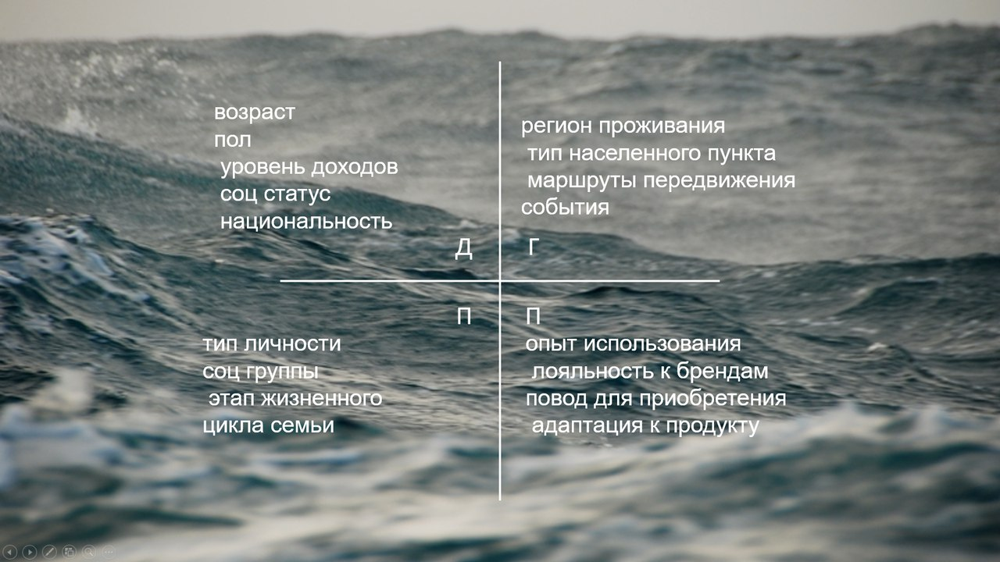 возраст
пол
уровень доходов
соц статус
национальность
Д
регион проживания
тип населенного пункта
маршруты передвижения
события
Г
П
тип личности
соц группы
этап жизненного
цикла семьи
П
опыт использования
лояльность к брендам
повод для приобретения
адаптация к продукту